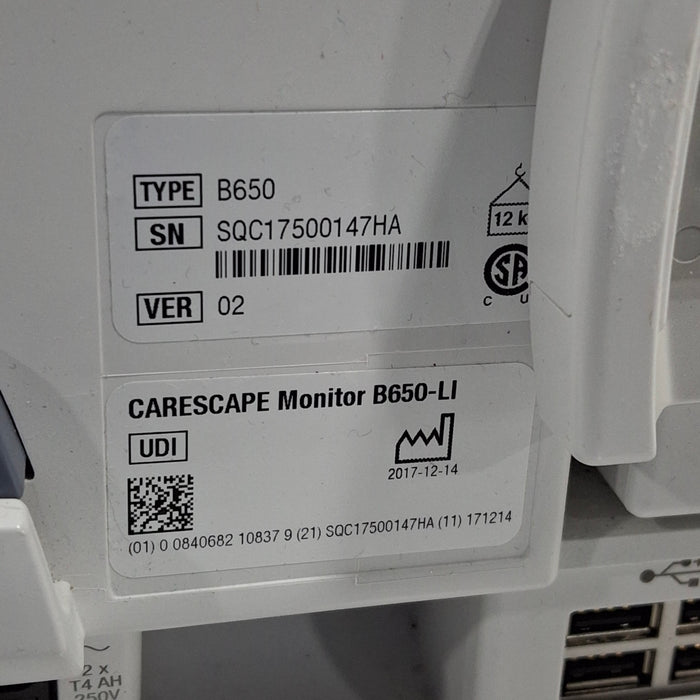 TYPE B650
SN SQC17500147HA
12 k
SA
C U
VER 02
CARESCAPE Monitor B650-LI
UDI
2017-12-14
(01) 0 0840682 10837 9 (21) SQC17500147HA (11) 171214
2 x
T4 AH
250V